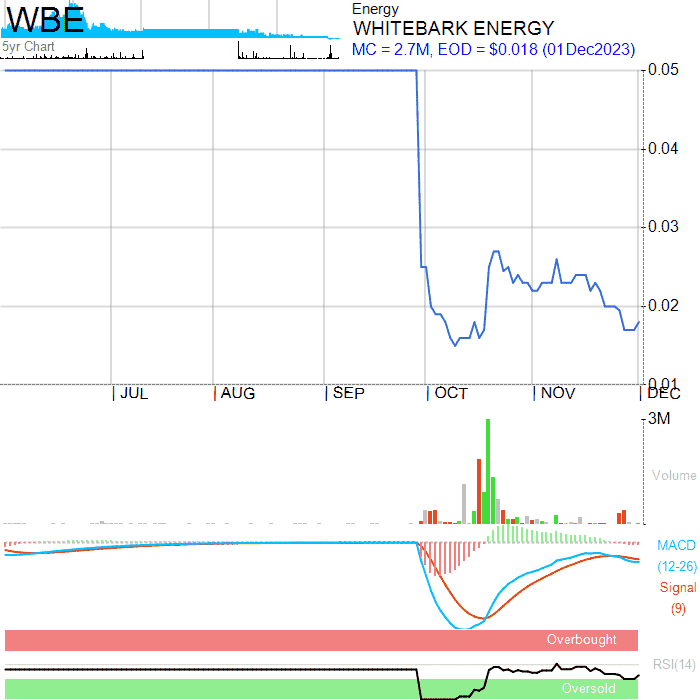 WBE
5yr Chart
Energy
WHITEBARK ENERGY
MC = 2.7M, EOD = $0.018 (01Dec2023)
0.05
0.04
0.03
0.02
0.01
JUL
AUG
SEP
OCT
NOV
DEC
3M
Volume
MACD
(12-26)
Signal
(9)
Overbought
RSI(14)
Oversold